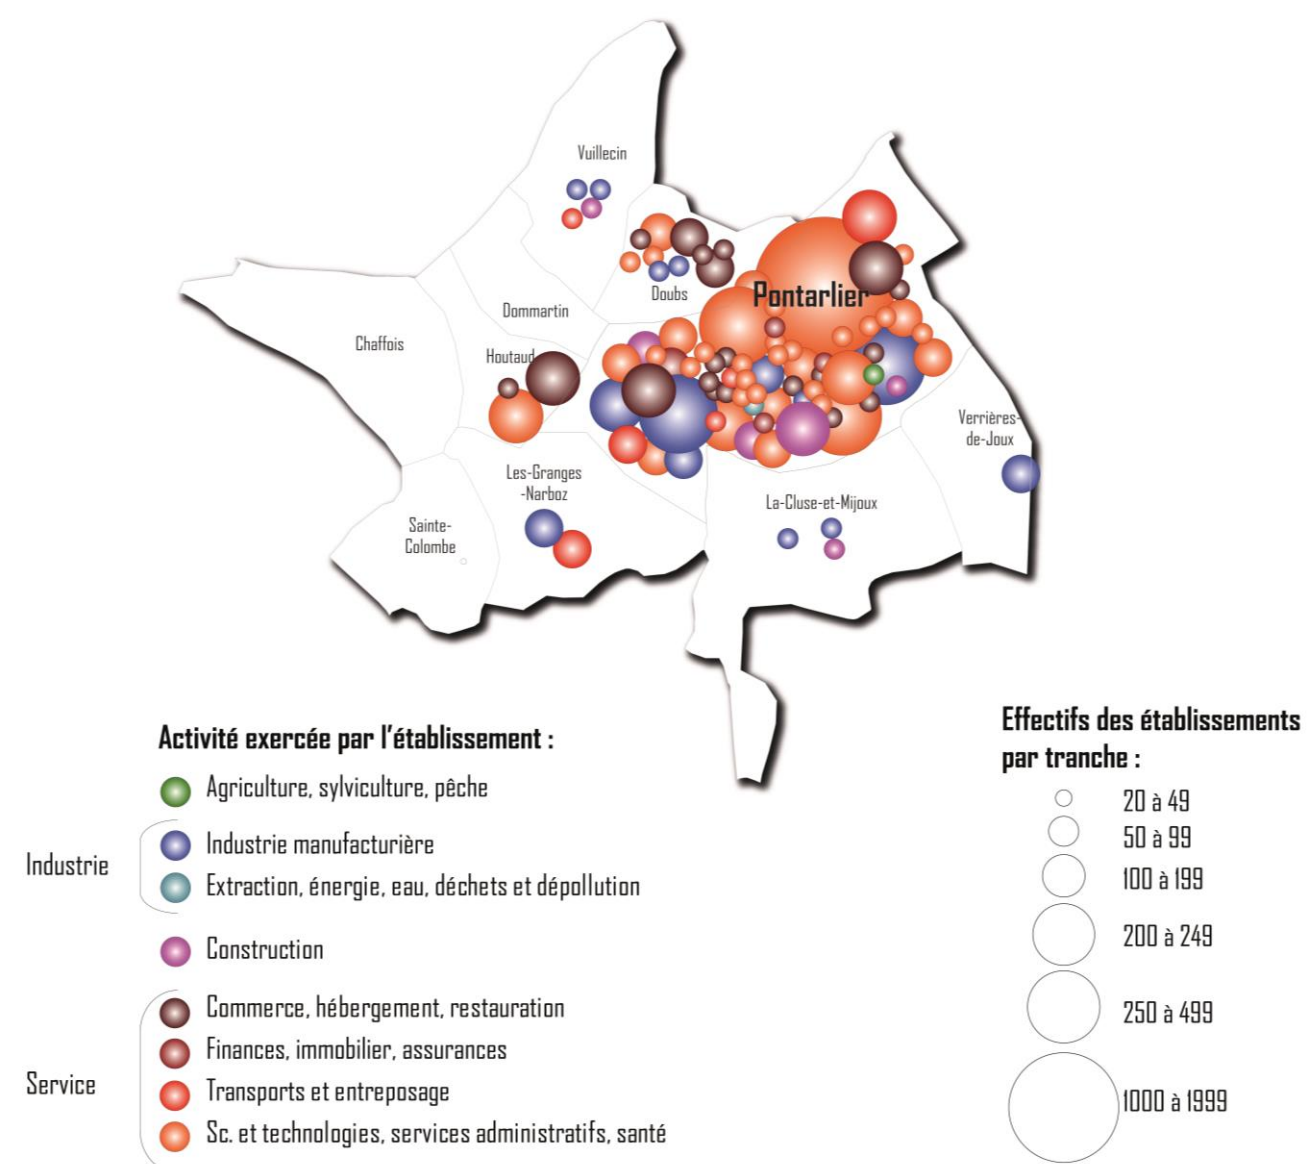 Vuillecin
Doubs
Pontarlier
Dommartin
Chaffois
Houtaud
Verrières-
de-Joux
Les-Granges
-Narboz
La-Cluse-et-Mijoux
Sainte-
Colombe
Activité exercée par l'établissement :
Agriculture, sylviculture, pêche
Industrie
Industrie manufacturière
Extraction, énergie, eau, déchets et dépollution
Construction
Service
Commerce, hébergement, restauration
Finances, immobilier, assurances
Transports et entreposage
Sc. et technologies, services administratifs, santé
Effectifs des établissements
par tranche :
20 à 49
50 à 99
100 à 199
200 à 249
250 à 499
1000 à 1999